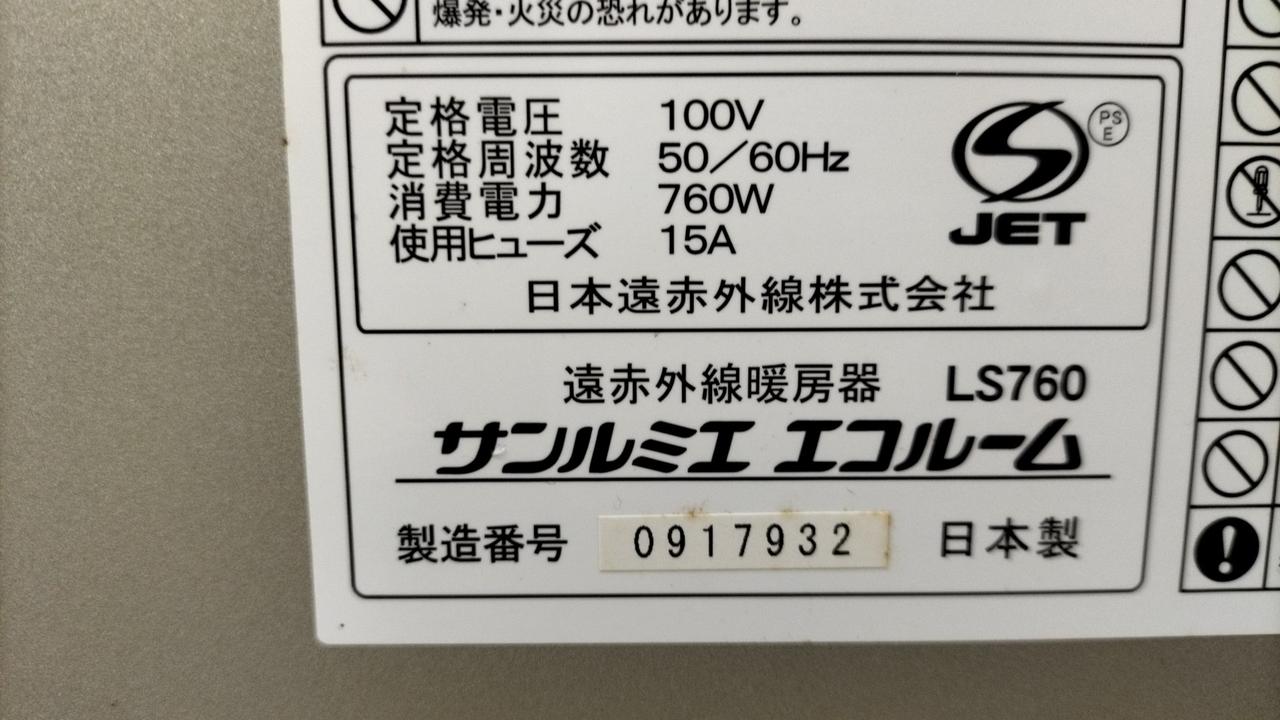 爆発・火災の恐れがあります。
定格電圧 100V
定格周波数 50／60Hz
消費電力 760W
使用ヒューズ 15A
PS
E
JET
日本遠赤外線株式会社
遠赤外線暖房器 LS760
サンルミエ エコルーム
製造番号 0917932 日本製